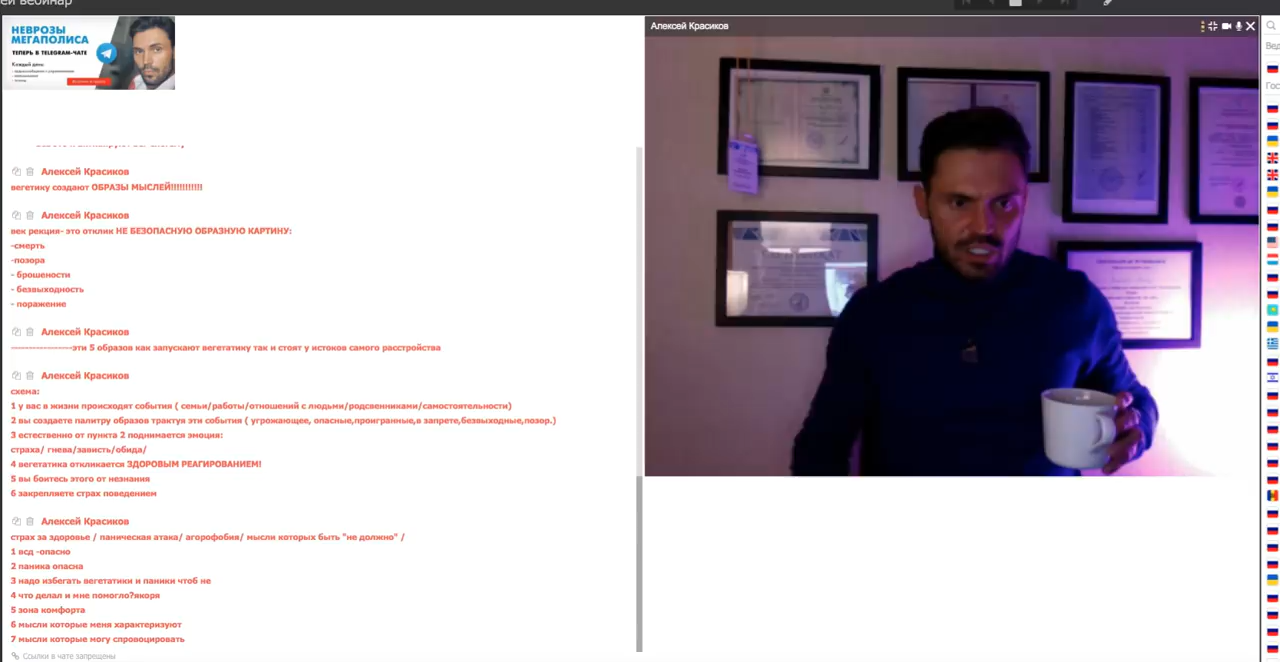 ей вебинар
НЕВРОЗЫ
МЕГАПОЛИСА
ТЕПЕРЬ В TELEGRAM-ЧАТЕ
Каждый день:
Алексей Красиков
вегетику создают ОБРАЗЫ МЫСЛЕЙ!!!!!!!!!!!
Алексей Красиков
век рекция- это отклик НЕ БЕЗОПАСНУЮ ОБРАЗНУЮ КАРТИНУ:
-смерть
-позора
- брошености
- безвыходность
- поражение
Алексей Красиков
-----------------эти 5 образов как запускают вегетатику так и стоят у истоков самого расстройства
Алексей Красиков
схема:
1 у вас в жизни происходят события ( семьи/работы/отношений с людьми/родсвенниками/самостоятельности)
2 вы создаете палитру образов трактуя эти события ( угрожающее, опасные,проигранные,в запрете,безвыходные,позор.)
3 естественно от пункта 2 поднимается эмоция:
страха/ гнева/зависть/обида/
4 вегетатика откликается ЗДОРОВЫМ РЕАГИРОВАНИЕМ!
5 вы боитесь этого от незнания
6 закрепляете страх поведением
Алексей Красиков
страх за здоровье / паническая атака/ агорофобия/ мысли которых быть "не должно" /
1 всд -опасно
2 паника опасна
3 надо избегать вегетатики и паники чтоб не
4 что делал и мне помогло?якоря
5 зона комфорта
6 мысли которые меня характеризуют
7 мысли которые могу спровоцировать
Ссылки в чате запрещены
Алексей Красиков
Вед
Гос